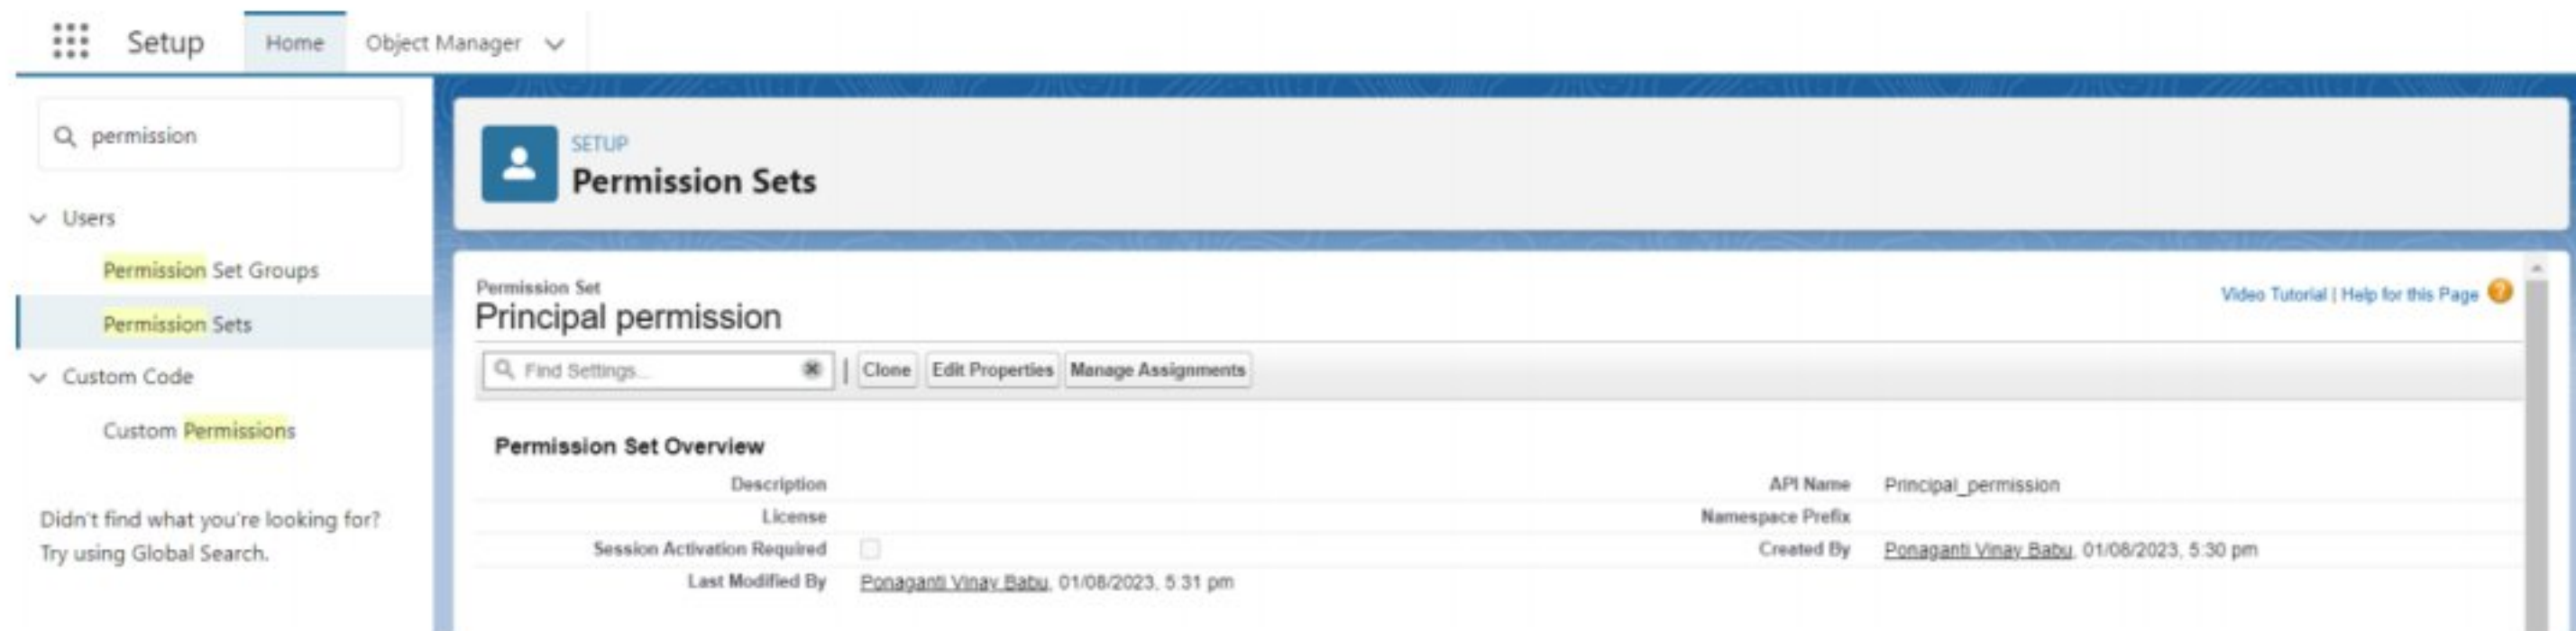 Setup Home Object Manager
permission
Users
Permission Set Groups
Permission Sets
Custom Code
Custom Permissions
Didn't find what you're looking for?
Try using Global Search.
SETUP
Permission Sets
Permission Set
Principal permission
Video Tutorial | Help for this Page ?
Find Settings... | Clone Edit Properties Manage Assignments
Permission Set Overview
Description API Name Principal_permission
License Namespace Prefix
Session Activation Required Created By Ponaganti Vinay Babu, 01/08/2023, 5:30 pm
Last Modified By Ponaganti Vinay Babu, 01/08/2023, 5:31 pm